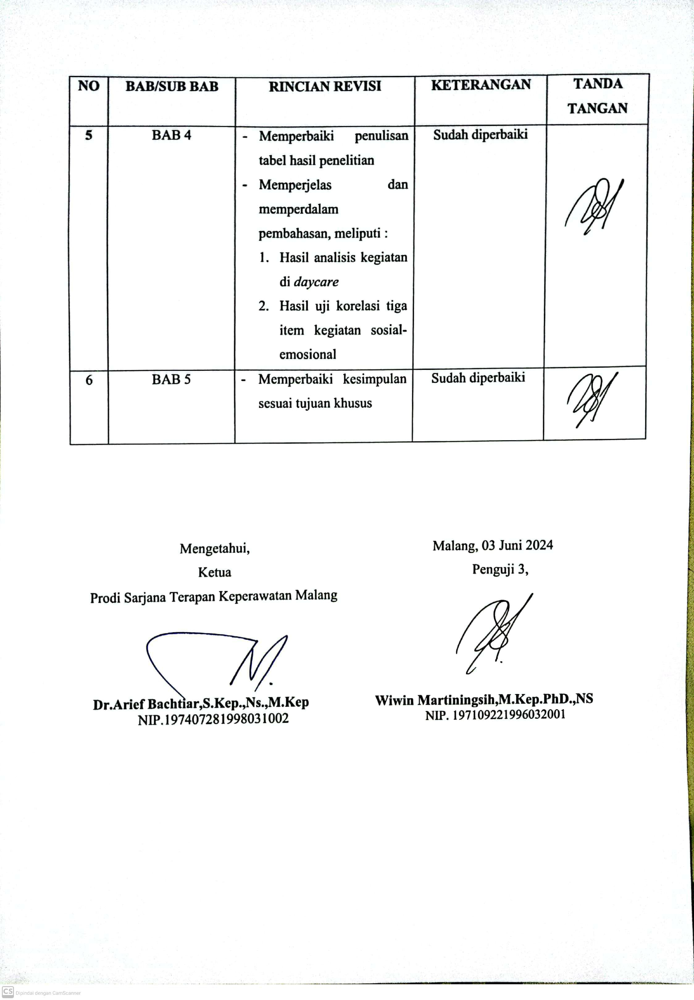 NO BAB/SUB BAB RINCIAN REVISI KETERANGAN TANDA
TANGAN
5 BAB 4 - Memperbaiki penulisan Sudah diperbaiki
tabel hasil penelitian
- Memperjelas dan
memperdalam
pembahasan, meliputi :
1. Hasil analisis kegiatan
di daycare
2. Hasil uji korelasi tiga
item kegiatan sosial-
emosional
6 BAB 5 - Memperbaiki kesimpulan Sudah diperbaiki
sesuai tujuan khusus
Mengetahui,
Ketua
Prodi Sarjana Terapan Keperawatan Malang
Dr.Arief Bachtiar,S.Kep.,Ns.,M.Kep
NIP.197407281998031002
Malang, 03 Juni 2024
Penguji 3,
Wiwin Martiningsih,M.Kep.PhD.,NS
NIP. 197109221996032001
CS Dipindai dengan CamScanner